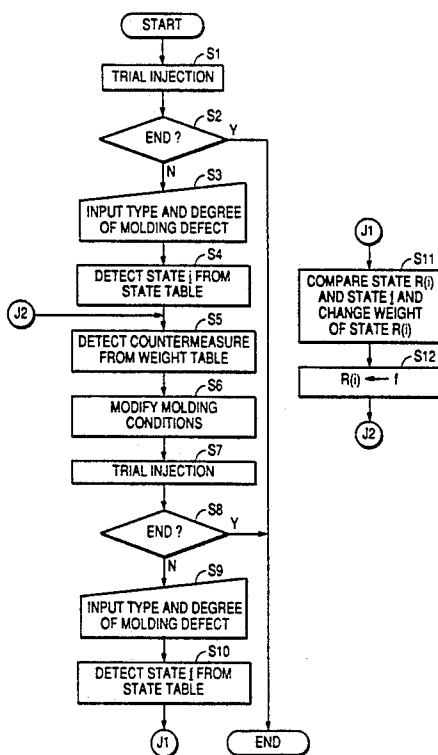 START
S1
TRIAL INJECTION
S2
END ?
Y
N
S3
INPUT TYPE AND DEGREE
OF MOLDING DEFECT
S4
DETECT STATE i FROM
STATE TABLE
J2
S5
DETECT COUNTERMEASURE
FROM WEIGHT TABLE
S6
MODIFY MOLDING
CONDITIONS
S7
TRIAL INJECTION
S8
END ?
Y
N
S9
INPUT TYPE AND DEGREE
OF MOLDING DEFECT
S10
DETECT STATE f FROM
STATE TABLE
J1
END
J1
S11
COMPARE STATE R(i)
AND STATE f AND
CHANGE WEIGHT
OF STATE R(i)
S12
R(i) ← f
J2